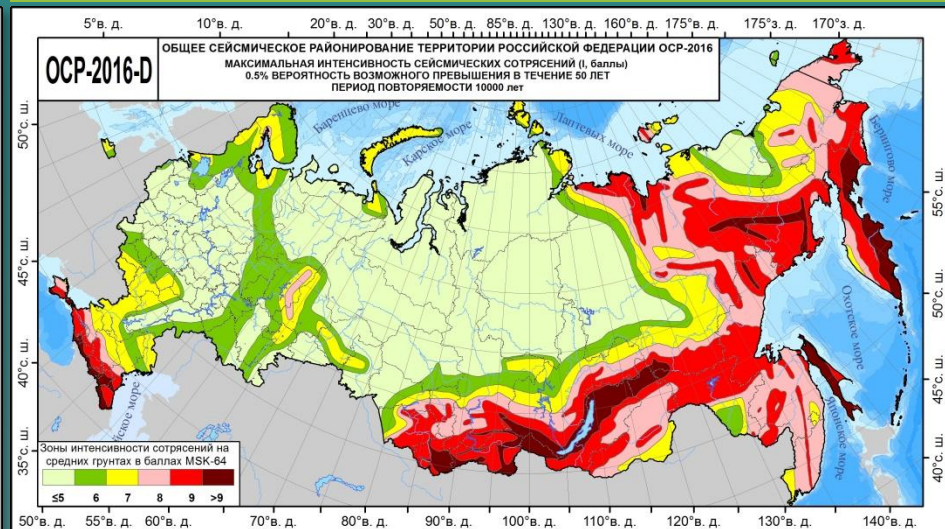 5°в. д. 10°в. д. 20°в. д. 30°в. д. 50°в. д. 85°в. д. 130°в. д. 160°в. д. 175°в. д. 175°з. д. 170°з. д.
ОСР-2016-D
ОБЩЕЕ СЕЙСМИЧЕСКОЕ РАЙОНИРОВАНИЕ ТЕРРИТОРИИ РОССИЙСКОЙ ФЕДЕРАЦИИ ОСР-2016
МАКСИМАЛЬНАЯ ИНТЕНСИВНОСТЬ СЕЙСМИЧЕСКИХ СОТРЯСЕНИЙ (I, баллы)
0.5% ВЕРОЯТНОСТЬ ВОЗМОЖНОГО ПРЕВЫШЕНИЯ В ТЕЧЕНИЕ 50 ЛЕТ
ПЕРИОД ПОВТОРЯЕМОСТИ 10000 лет
Баренцево море
Карское море
Лаптевых море
Берингово море
50°с. ш.
45°с. ш.
40°с. ш.
35°с. ш.
55°с. ш.
50°с. ш.
45°с. ш.
40°с. ш.
Охотское море
Японское море
йское море
Зоны интенсивности сотрясений на
средних грунтах в баллах MSK-64
≤5 6 7 8 9 >9
50°в. д. 55°в. д. 60°в. д. 70°в. д. 80°в. д. 90°в. д. 100°в. д. 110°в. д. 120°в. д. 130°в. д. 140°в. д.